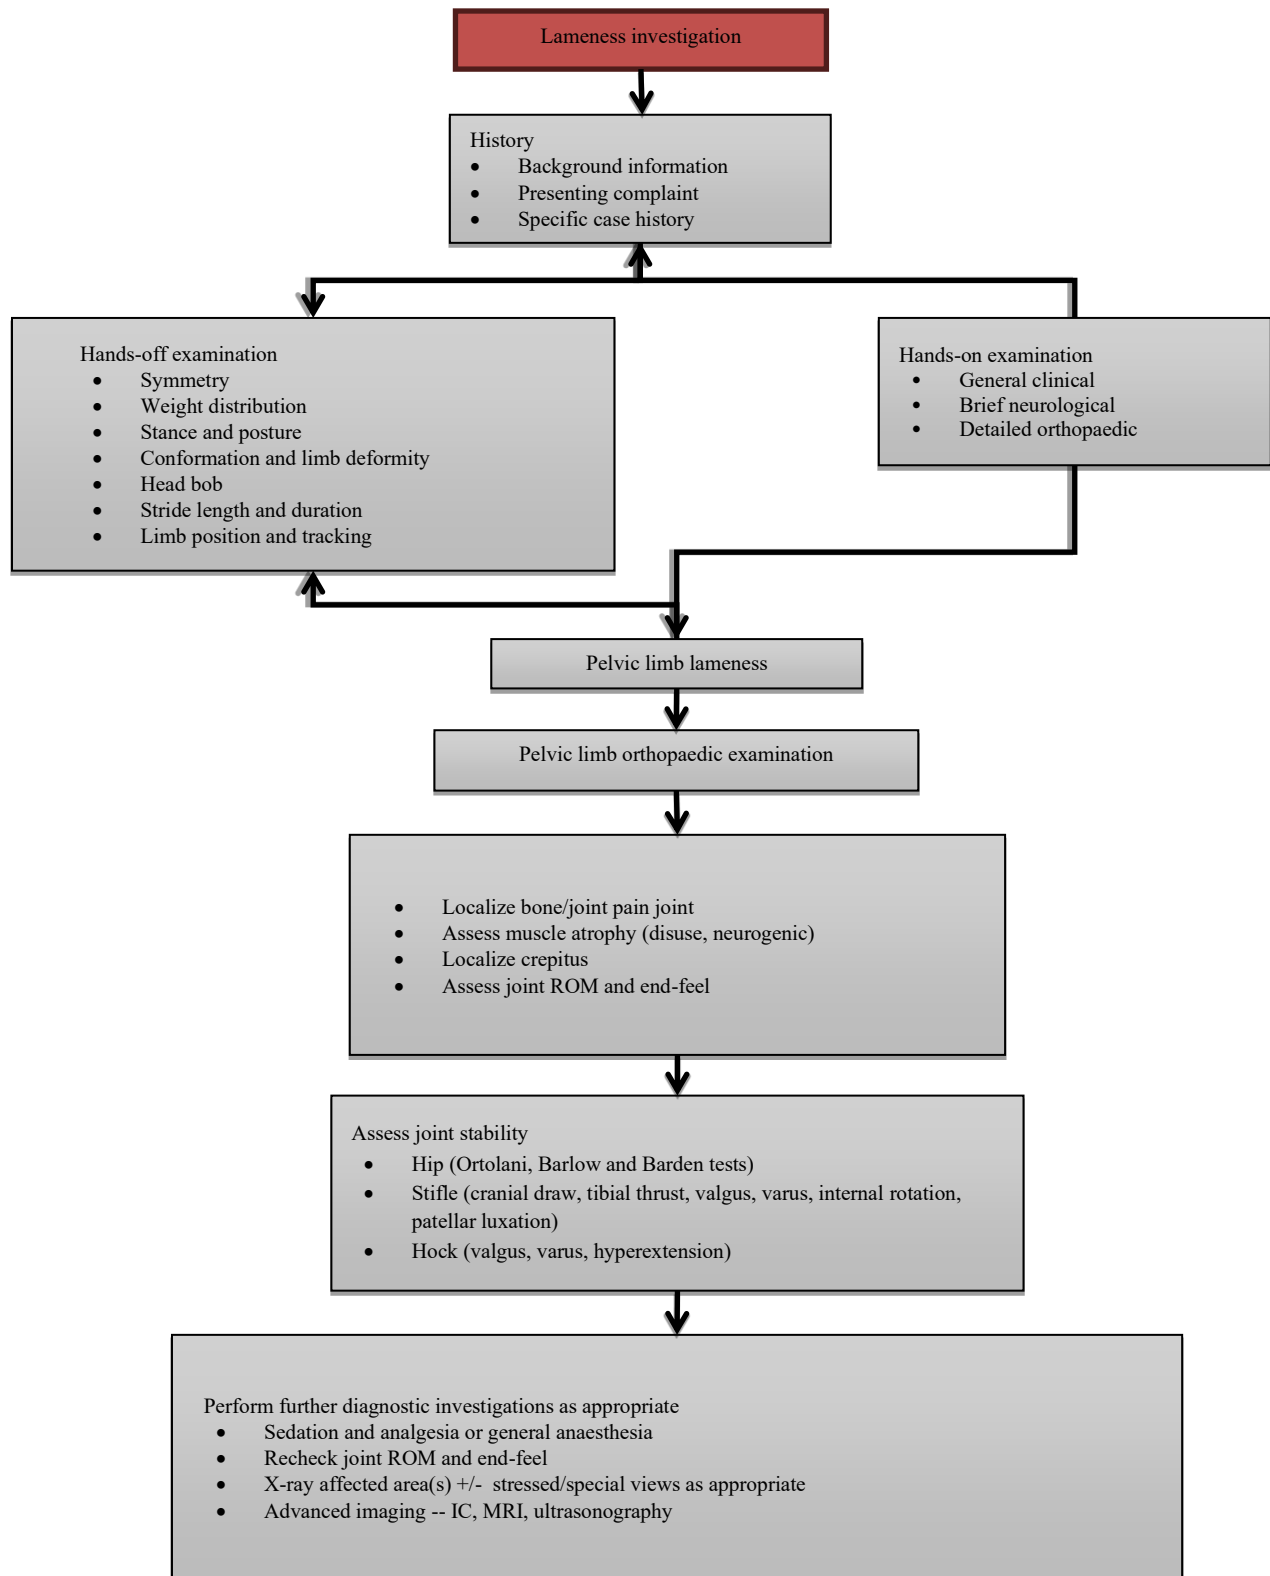 Lameness investigation
History
• Background information
• Presenting complaint
• Specific case history
Hands-off examination
• Symmetry
• Weight distribution
• Stance and posture
• Conformation and limb deformity
• Head bob
• Stride length and duration
• Limb position and tracking
Hands-on examination
• General clinical
• Brief neurological
• Detailed orthopaedic
Pelvic limb lameness
Pelvic limb orthopaedic examination
• Localize bone/joint pain joint
• Assess muscle atrophy (disuse, neurogenic)
• Localize crepitus
• Assess joint ROM and end-feel
Assess joint stability
• Hip (Ortolani, Barlow and Barden tests)
• Stifle (cranial draw, tibial thrust, valgus, varus, internal rotation,
patellar luxation)
• Hock (valgus, varus, hyperextension)
Perform further diagnostic investigations as appropriate
• Sedation and analgesia or general anaesthesia
• Recheck joint ROM and end-feel
• X-ray affected area(s) +/- stressed/special views as appropriate
• Advanced imaging -- IC, MRI, ultrasonography